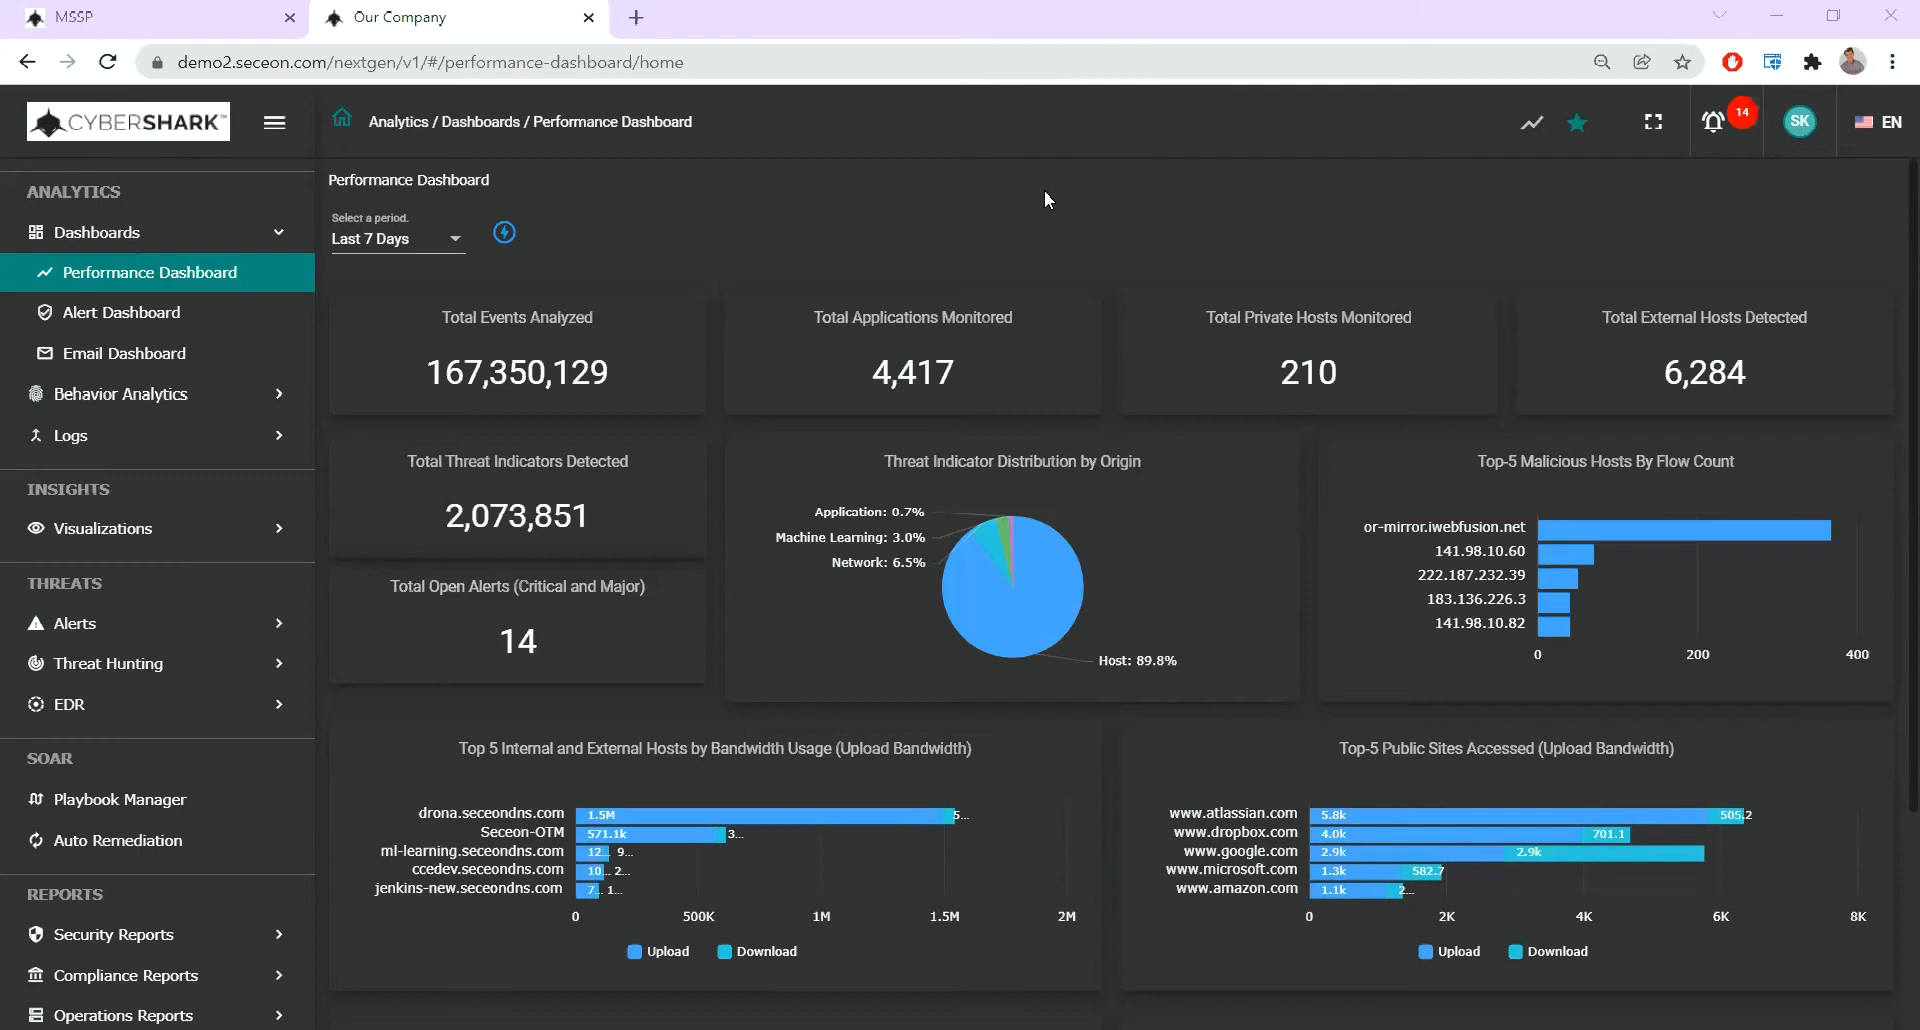 MSSP
Our Company
demo2.seceon.com/nextgen/v1/#/performance-dashboard/home
CYBERSHARK™
Analytics / Dashboards / Performance Dashboard
14
SK
EN
ANALYTICS
Dashboards
Performance Dashboard
Alert Dashboard
Email Dashboard
Behavior Analytics
Logs
INSIGHTS
Visualizations
THREATS
Alerts
Threat Hunting
EDR
SOAR
Playbook Manager
Auto Remediation
REPORTS
Security Reports
Compliance Reports
Operations Reports
Performance Dashboard
Select a period.
Last 7 Days
Total Events Analyzed
167,350,129
Total Applications Monitored
4,417
Total Private Hosts Monitored
210
Total External Hosts Detected
6,284
Total Threat Indicators Detected
2,073,851
Total Open Alerts (Critical and Major)
14
Threat Indicator Distribution by Origin
Application: 0.7%
Machine Learning: 3.0%
Network: 6.5%
Host: 89.8%
Top-5 Malicious Hosts By Flow Count
or-mirror.iwebfusion.net
141.98.10.60
222.187.232.39
183.136.226.3
141.98.10.82
0 200 400
Top 5 Internal and External Hosts by Bandwidth Usage (Upload Bandwidth)
drona.seceondns.com 1.5M 5...
Seceon-OTM 571.1k 3...
ml-learning.seceondns.com 12... 9...
ccedev.seceondns.com 10... 2...
jenkins-new.seceondns.com 7... 1...
0 500K 1M 1.5M 2M
Upload Download
Top-5 Public Sites Accessed (Upload Bandwidth)
www.atlassian.com 5.8k 505.2
www.dropbox.com 4.0k 701.1
www.google.com 2.9k 2.9k
www.microsoft.com 1.3k 582.7
www.amazon.com 1.1k 2...
0 2K 4K 6K 8K
Upload Download